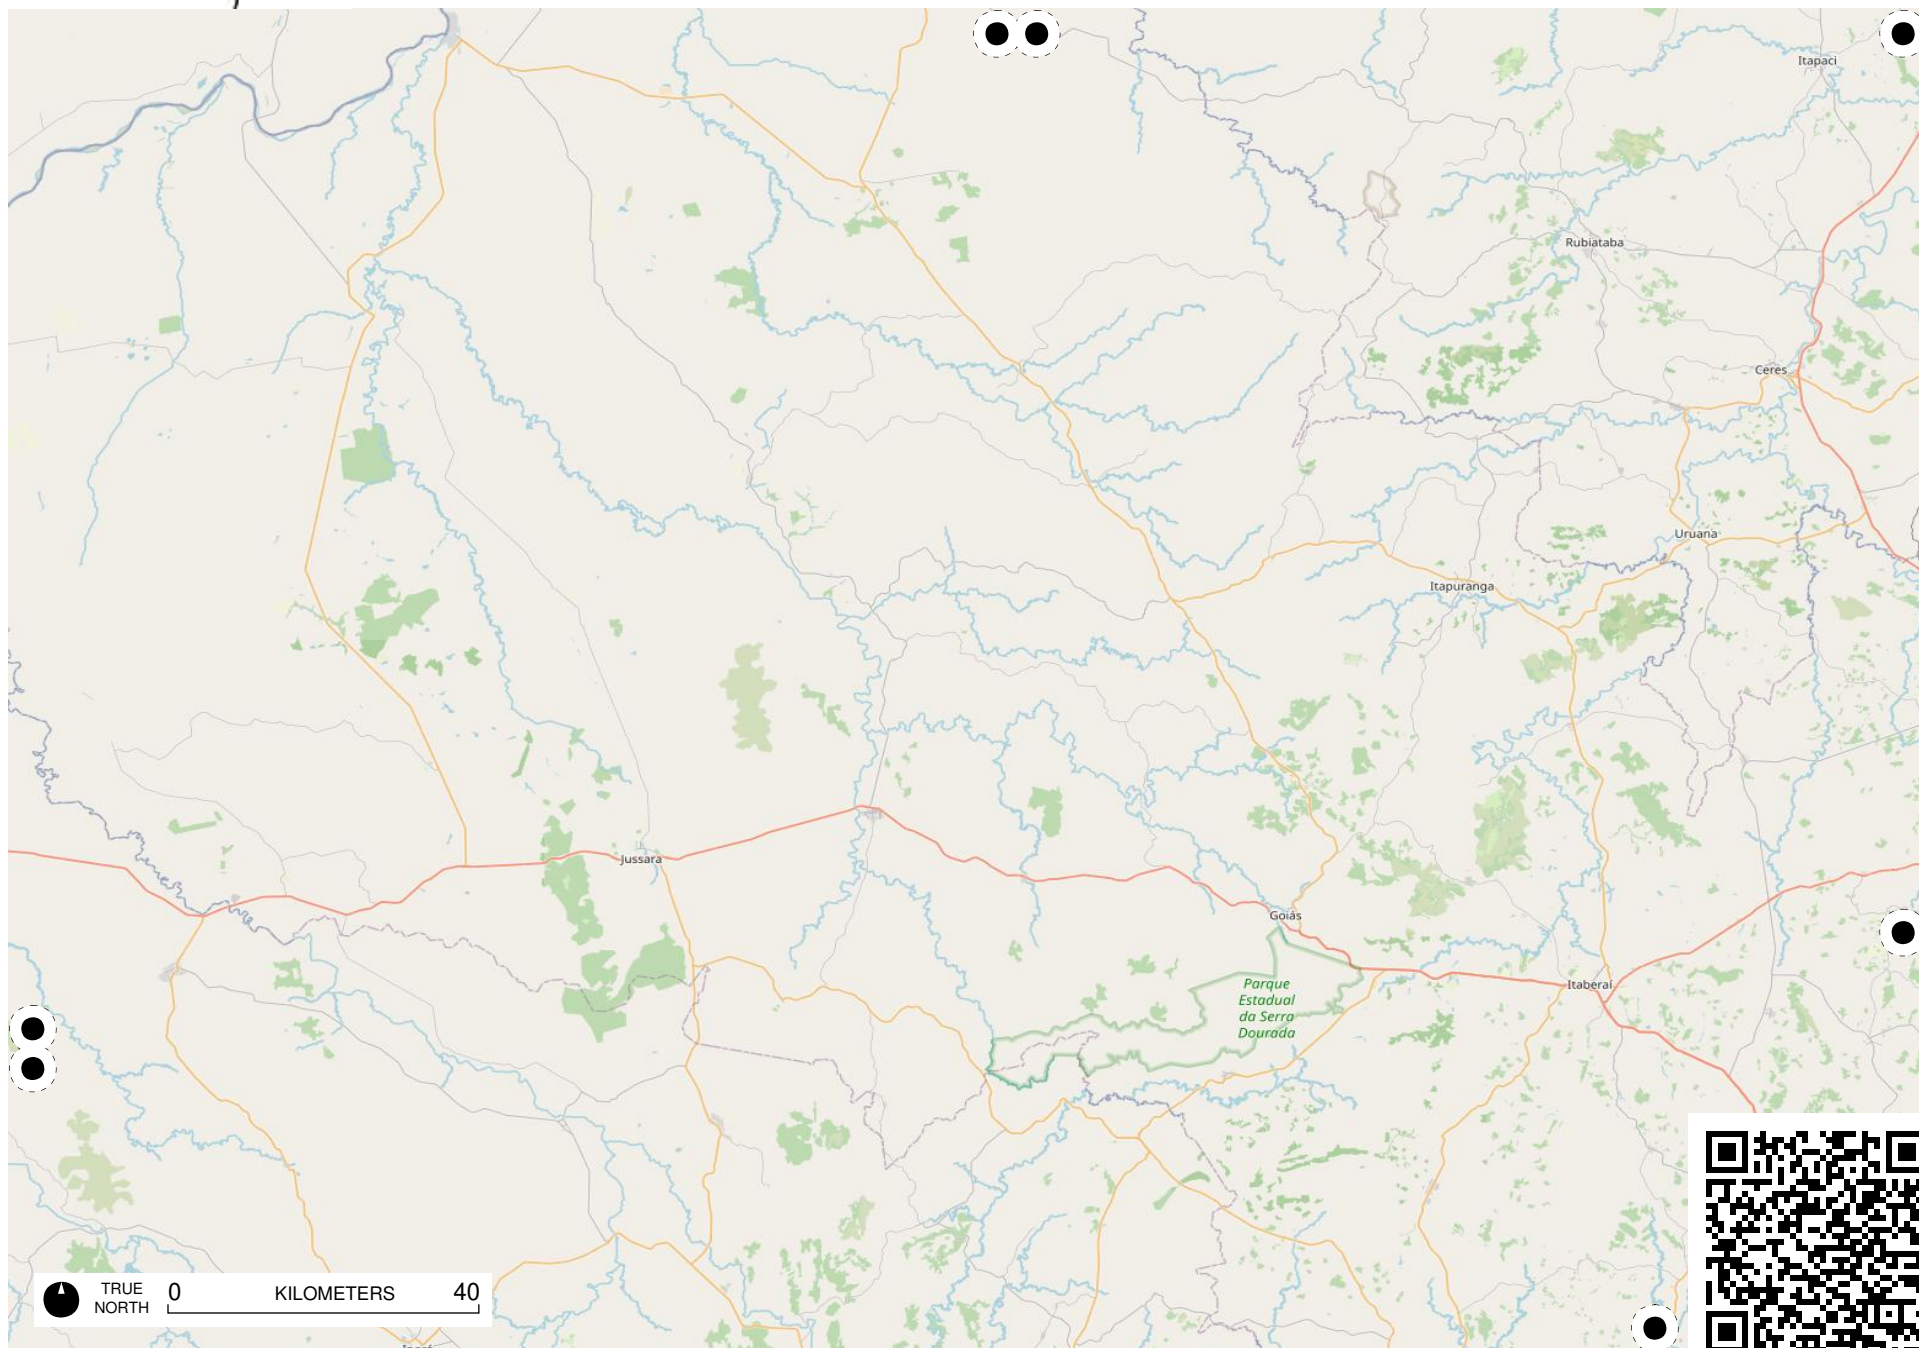 Itapaci
Rubiataba
Ceres
Uruana
Itapuranga
Jussara
Goiás
Parque
Estadual
da Serra
Dourada
Itaberaí
TRUE
NORTH
0 KILOMETERS 40